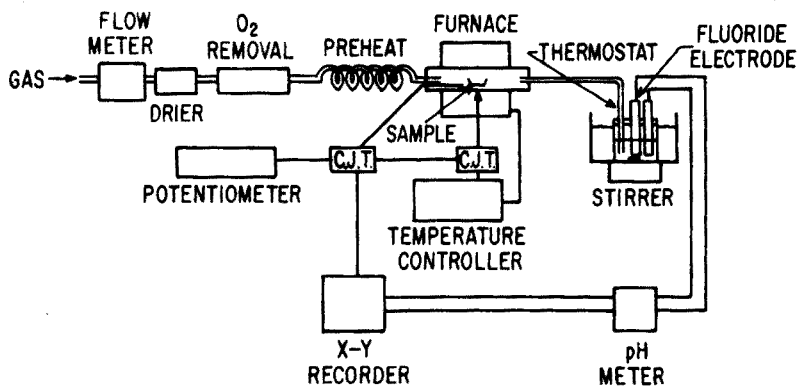 FLOW
METER
O2
REMOVAL
PREHEAT
FURNACE
FLUORIDE
ELECTRODE
THERMOSTAT
GAS
DRIER
SAMPLE
C.J.T.
C.J.T.
POTENTIOMETER
STIRRER
TEMPERATURE
CONTROLLER
X-Y
RECORDER
pH
METER